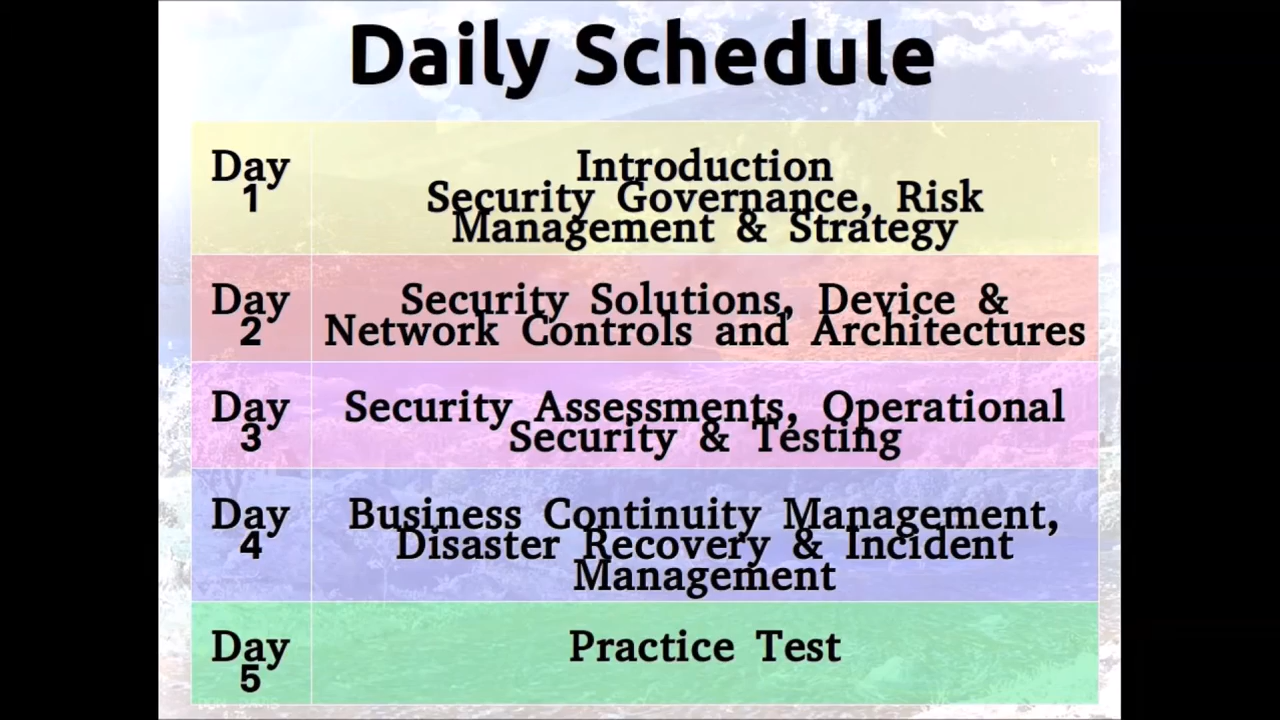 Daily Schedule
Day
1
Introduction
Security Governance, Risk
Management & Strategy
Day
2
Security Solutions, Device &
Network Controls and Architectures
Day
3
Security Assessments, Operational
Security & Testing
Day
4
Business Continuity Management,
Disaster Recovery & Incident
Management
Day
5
Practice Test